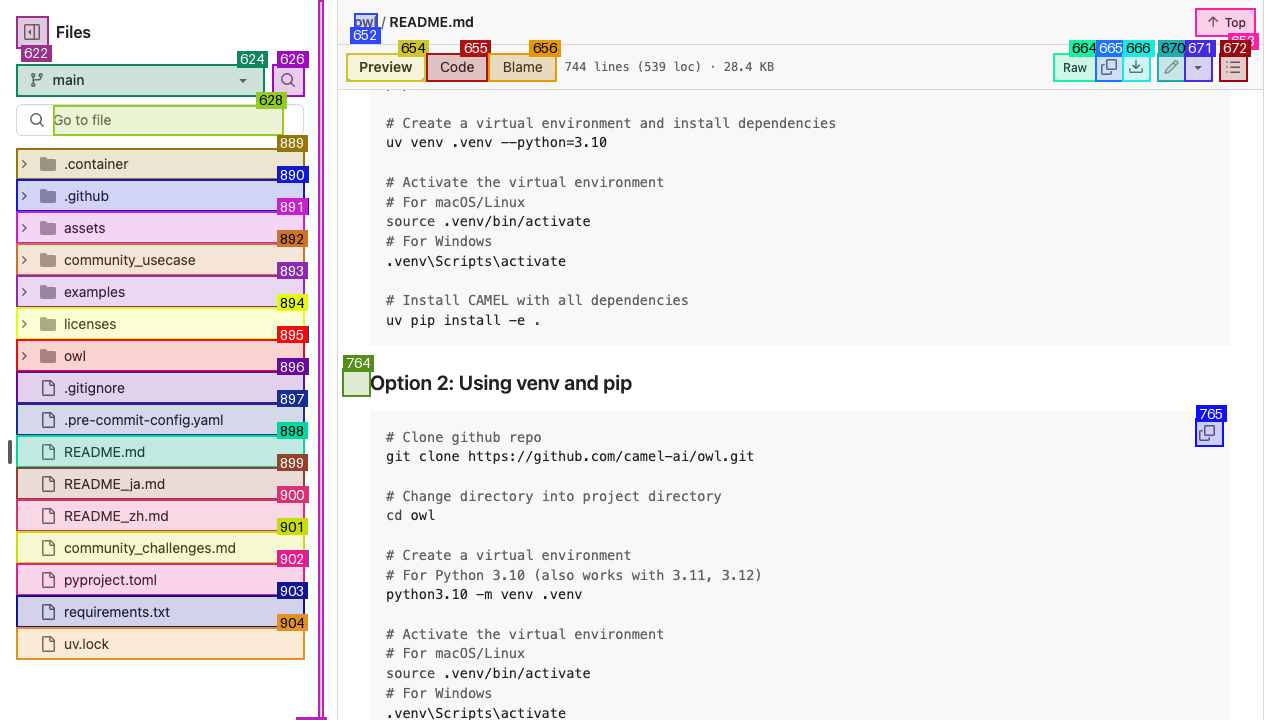 Files
622
624
626
main
628
Go to file
889
.container
890
.github
891
assets
892
community_usecase
893
examples
894
licenses
895
owl
896
.gitignore
897
.pre-commit-config.yaml
898
README.md
899
README_ja.md
900
README_zh.md
901
community_challenges.md
902
pyproject.toml
903
requirements.txt
904
uv.lock
owl / README.md
652
Top
653
654
655
656
664
665
666
670
671
672
Preview
Code
Blame
744 lines (539 loc) · 28.4 KB
Raw
# Create a virtual environment and install dependencies
uv venv .venv --python=3.10
# Activate the virtual environment
# For macOS/Linux
source .venv/bin/activate
# For Windows
.venv\Scripts\activate
# Install CAMEL with all dependencies
uv pip install -e .
764
Option 2: Using venv and pip
765
# Clone github repo
git clone https://github.com/camel-ai/owl.git
# Change directory into project directory
cd owl
# Create a virtual environment
# For Python 3.10 (also works with 3.11, 3.12)
python3.10 -m venv .venv
# Activate the virtual environment
# For macOS/Linux
source .venv/bin/activate
# For Windows
.venv\Scripts\activate